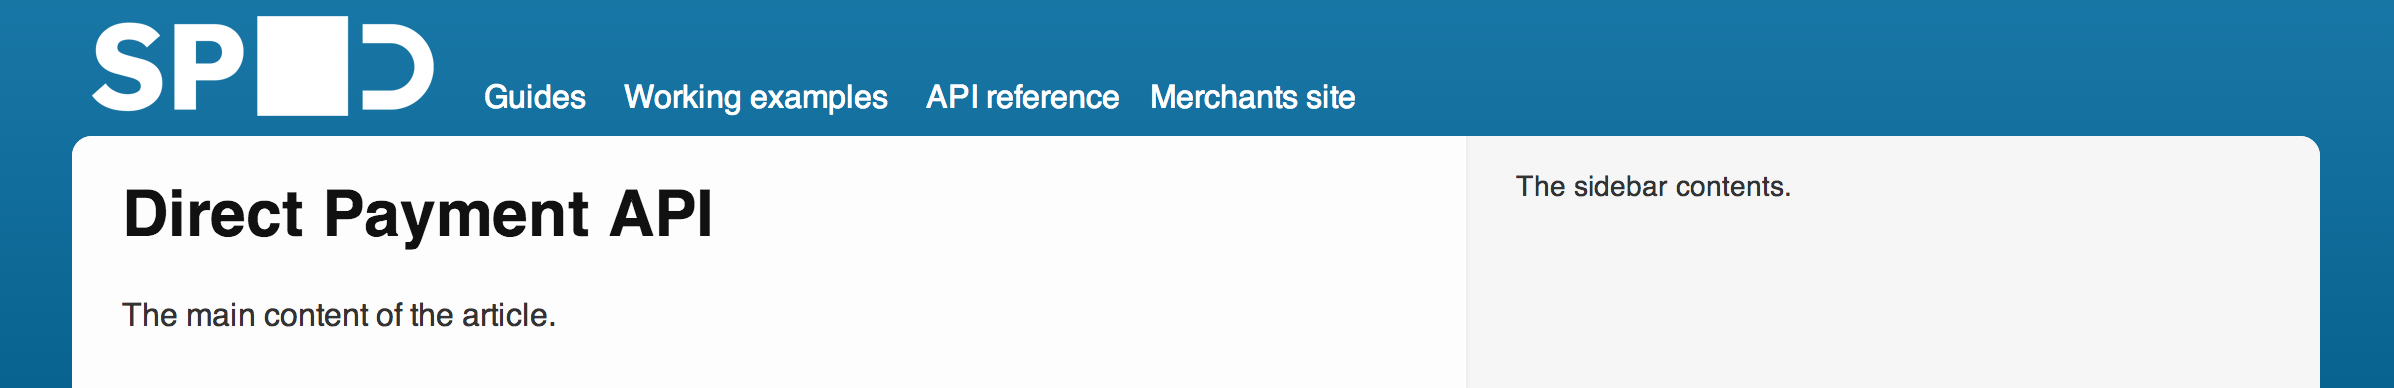 SP
Guides
Working examples
API reference
Merchants site
Direct Payment API
The sidebar contents.
The main content of the article.